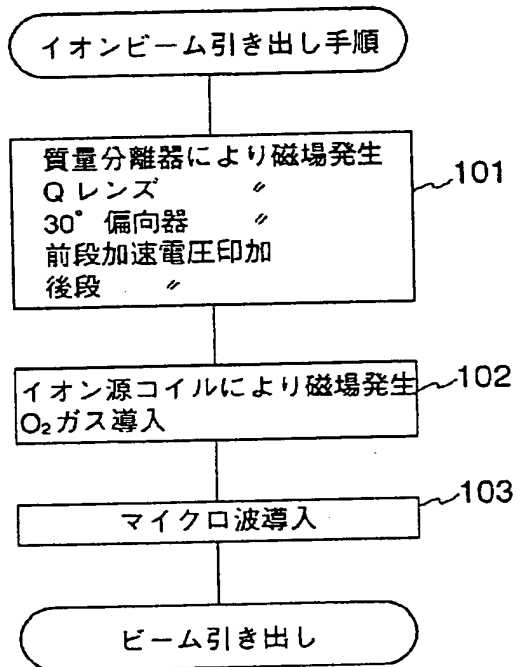 イオンビーム引き出し手順
質量分離器により磁場発生
Qレンズ 〃
30°偏向器 〃
前段加速電圧印加
後段 〃
101
イオン源コイルにより磁場発生
O₂ガス導入
102
マイクロ波導入
103
ビーム引き出し